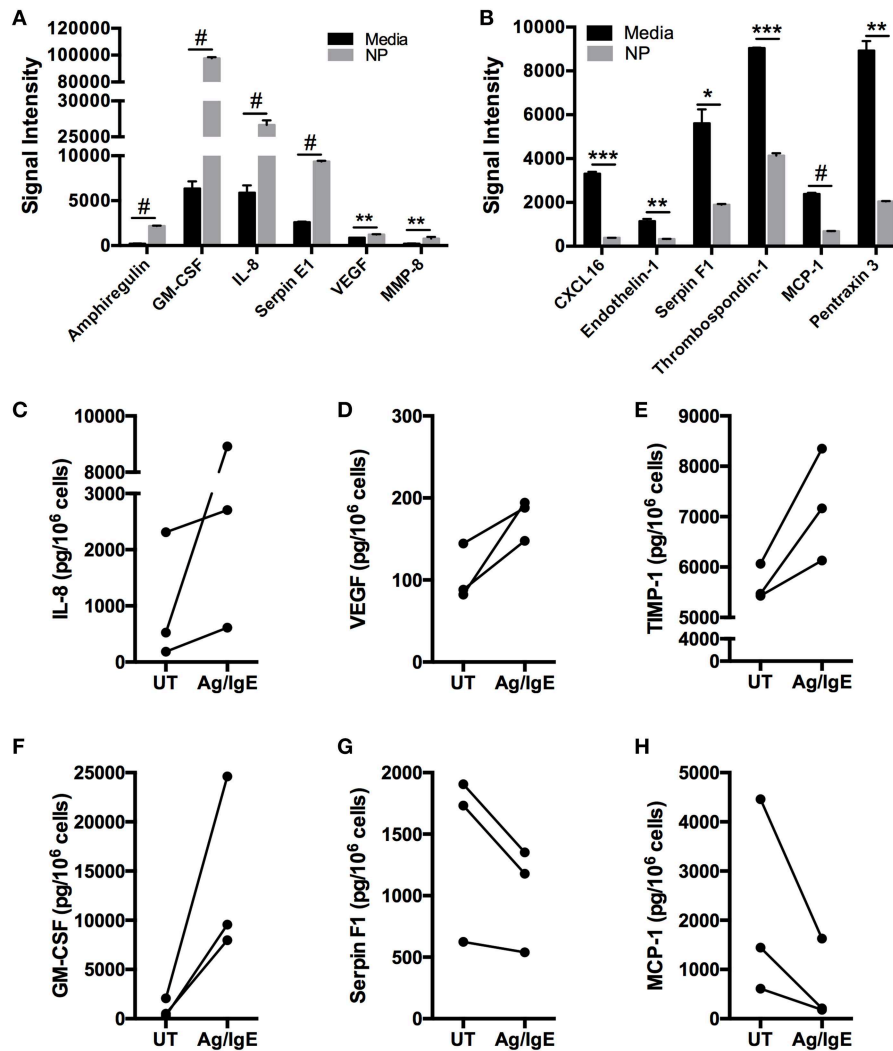 A
Signal Intensity
120000
100000
80000
60000
40000
30000
25000
20000
10000
5000
0
#
#
#
#
**
**
Media
NP
Amphiregulin
GM-CSF
IL-8
Serpin E1
VEGF
MMP-8
B
Signal Intensity
10000
8000
6000
4000
2000
0
Media
NP
***
**
*
***
#
**
CXCL16
Endothelin-1
Serpin F1
Thrombospondin-1
MCP-1
Pentraxin 3
C
IL-8 (pg/10⁶ cells)
10000
8000
3000
2000
1000
0
UT Ag/IgE
D
VEGF (pg/10⁶ cells)
300
200
100
0
UT Ag/IgE
E
TIMP-1 (pg/10⁶ cells)
9000
8000
7000
6000
5000
4000
0
UT Ag/IgE
F
GM-CSF (pg/10⁶ cells)
25000
20000
15000
10000
5000
0
UT Ag/IgE
G
Serpin F1 (pg/10⁶ cells)
2000
1500
1000
500
0
UT Ag/IgE
H
MCP-1 (pg/10⁶ cells)
5000
4000
3000
2000
1000
0
UT Ag/IgE